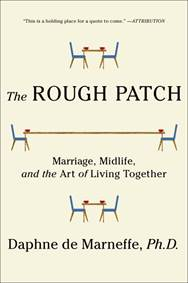 "This is a holding place for a quote to come." —ATTRIBUTION
The ROUGH PATCH
Marriage, Midlife,
and the Art of Living Together
Daphne de Marneffe, Ph.D.